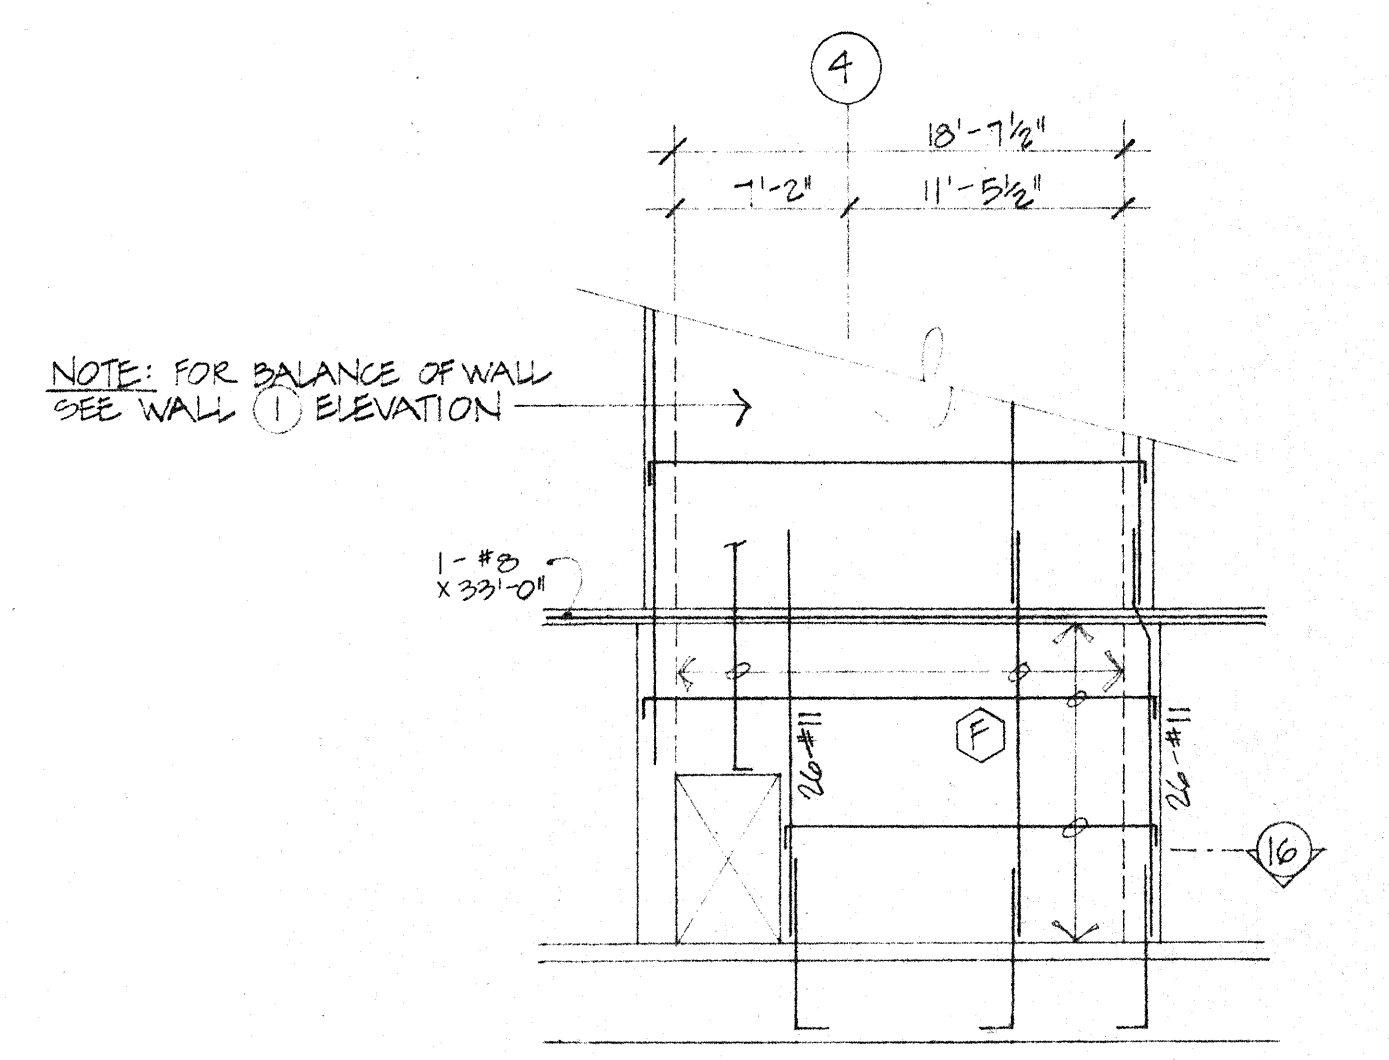 4
18'-7½"
7'-2" 11'-5½"
NOTE: FOR BALANCE OF WALL
SEE WALL 1 ELEVATION
1-#8
x 33'-0"
F
26-#11
26-#11
16